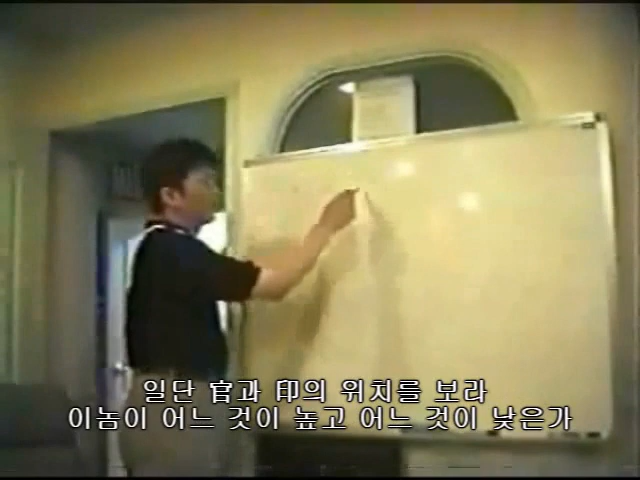 일단 官과 印의 위치를 보라
이놈이 어느 것이 높고 어느 것이 낮은가